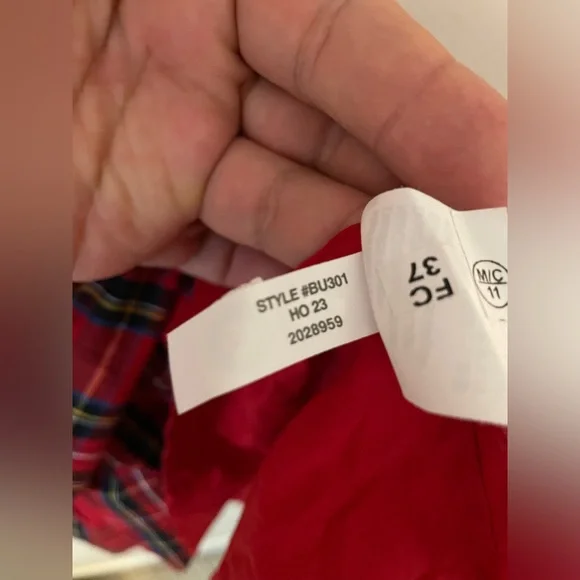 STYLE #BU301
HO 23
2028959
FC
37
M/C
11